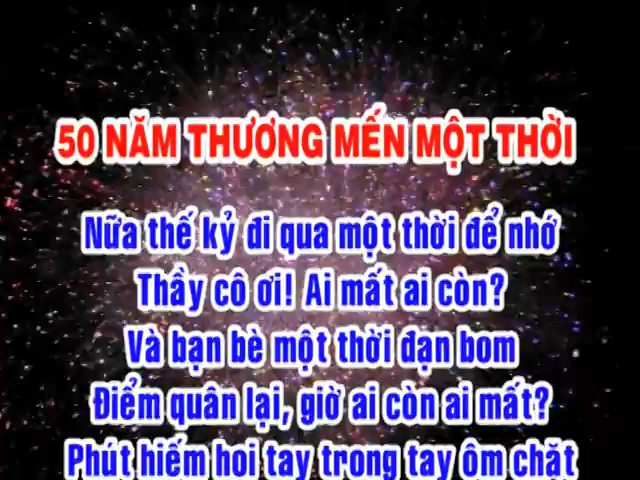 50 NĂM THƯƠNG MẾN MỘT THỜI
Nữa thế kỷ đi qua một thời để nhớ
Thầy cô ơi! Ai mất ai còn?
Và bạn bè một thời đạn bom
Điểm quân lại, giờ ai còn ai mất?
Phút hiếm hoi tay trong tay ôm chặt